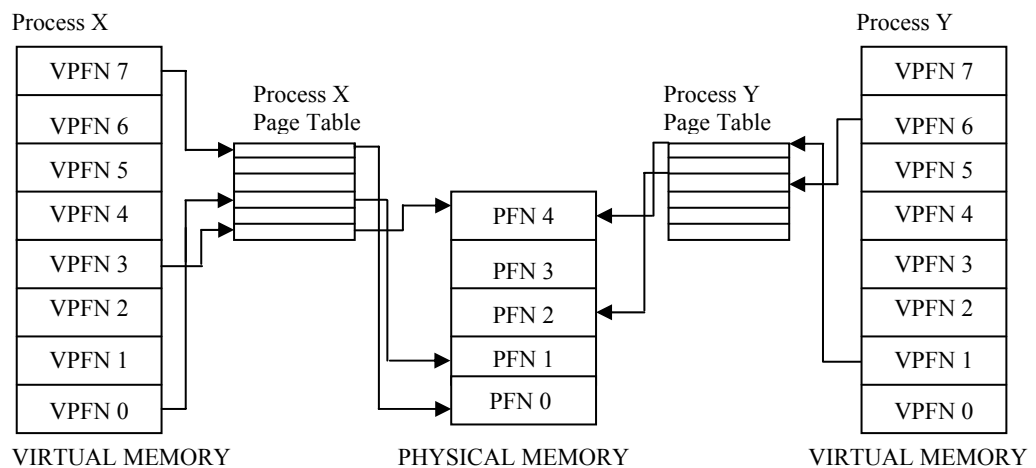 Process X
VPFN 7
VPFN 6
VPFN 5
VPFN 4
VPFN 3
VPFN 2
VPFN 1
VPFN 0
VIRTUAL MEMORY
Process X
Page Table
PFN 4
PFN 3
PFN 2
PFN 1
PFN 0
PHYSICAL MEMORY
Process Y
Page Table
Process Y
VPFN 7
VPFN 6
VPFN 5
VPFN 4
VPFN 3
VPFN 2
VPFN 1
VPFN 0
VIRTUAL MEMORY